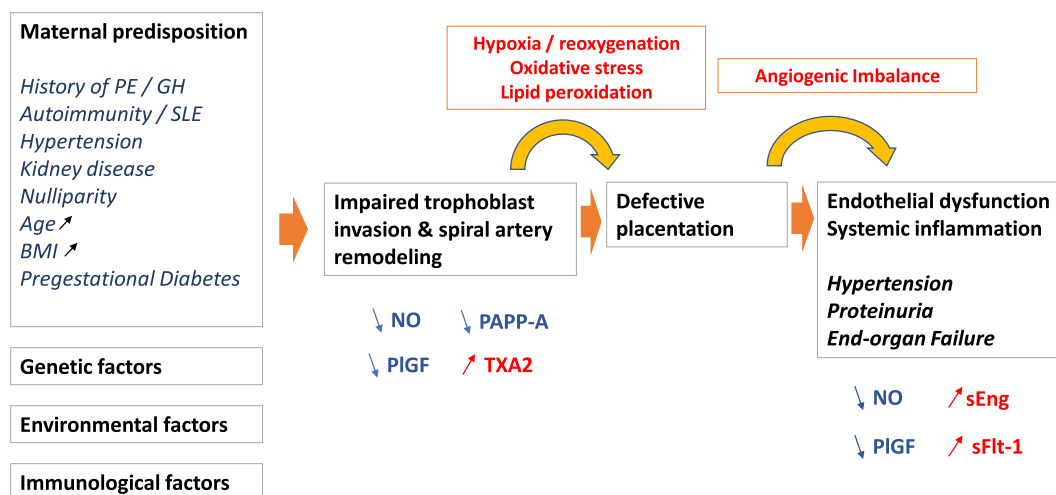 Maternal predisposition
History of PE / GH
Autoimmunity / SLE
Hypertension
Kidney disease
Nulliparity
Age
BMI
Pregestational Diabetes
Genetic factors
Environmental factors
Immunological factors
Hypoxia / reoxygenation
Oxidative stress
Lipid peroxidation
Impaired trophoblast
invasion & spiral artery
remodeling
NO PAPP-A
PlGF TXA2
Defective
placentation
Angiogenic Imbalance
Endothelial dysfunction
Systemic inflammation
Hypertension
Proteinuria
End-organ Failure
NO sEng
PlGF sFlt-1